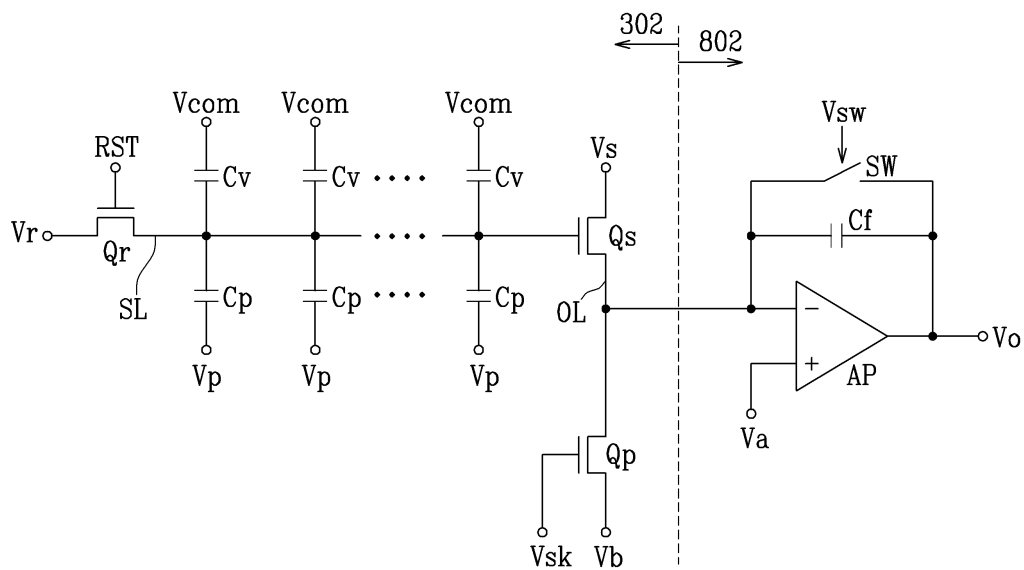 302
802
Vcom
Vcom
Vcom
Vsw
RST
Vs
SW
Cv
Cv
....
Cv
Cf
Vr
Qr
Qs
SL
Cp
Cp
....
Cp
OL
Vo
Vp
Vp
Vp
AP
Va
Qp
Vsk
Vb